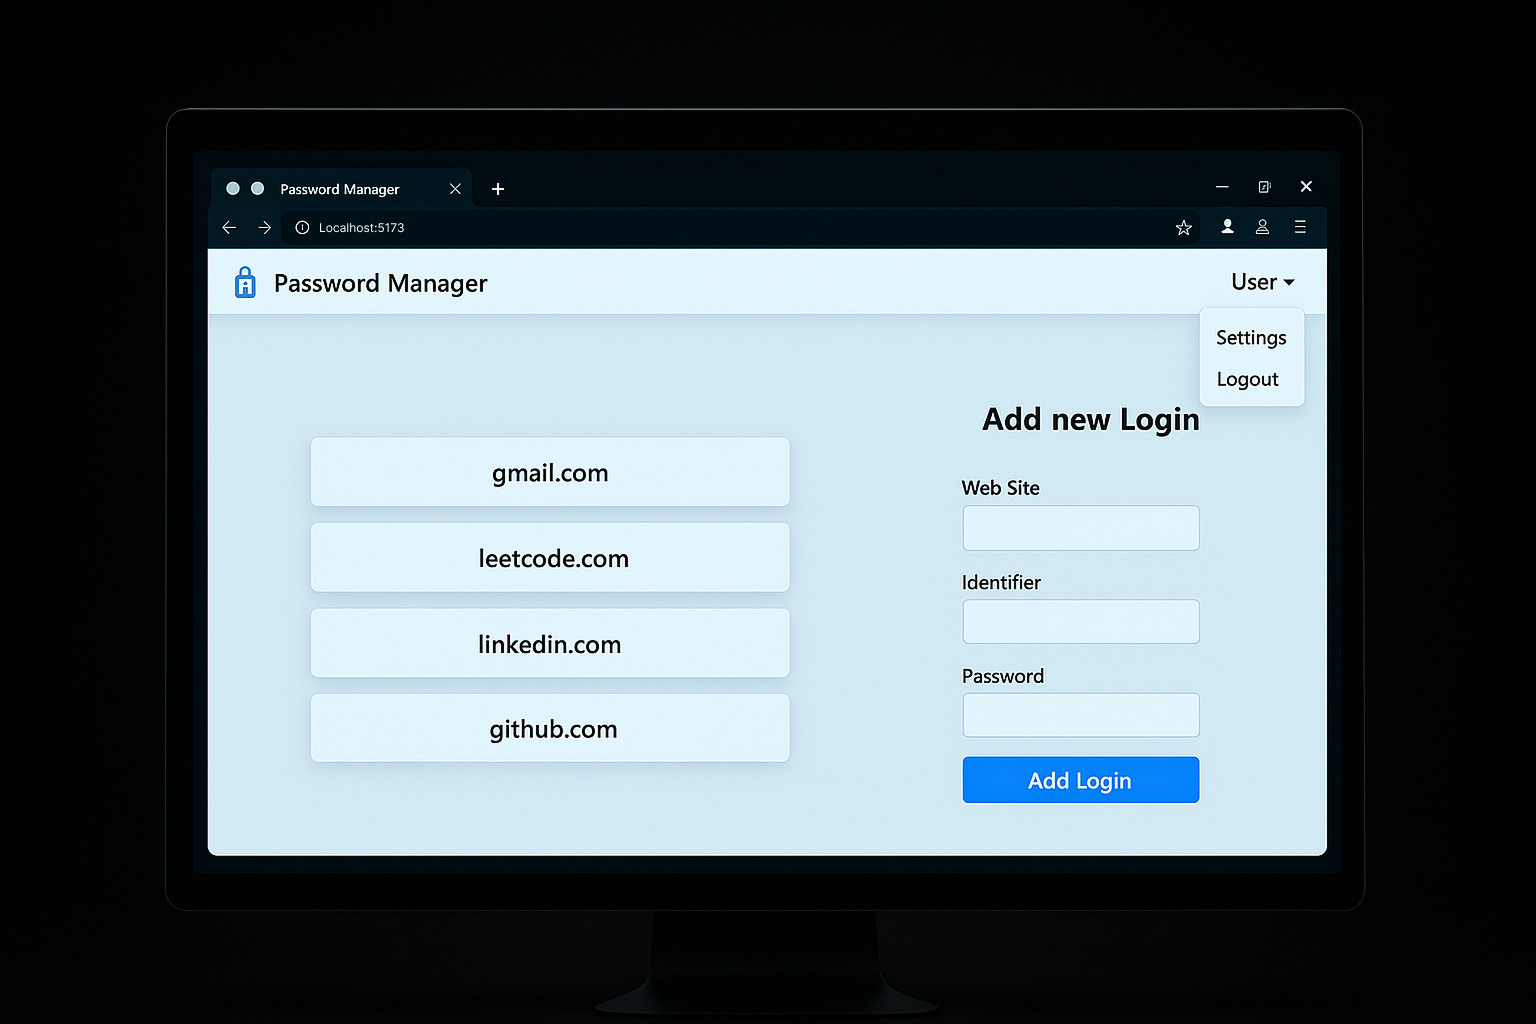 Password Manager
Localhost:5173
Password Manager
User
Settings
Logout
gmail.com
leetcode.com
linkedin.com
github.com
Add new Login
Web Site
Identifier
Password
Add Login